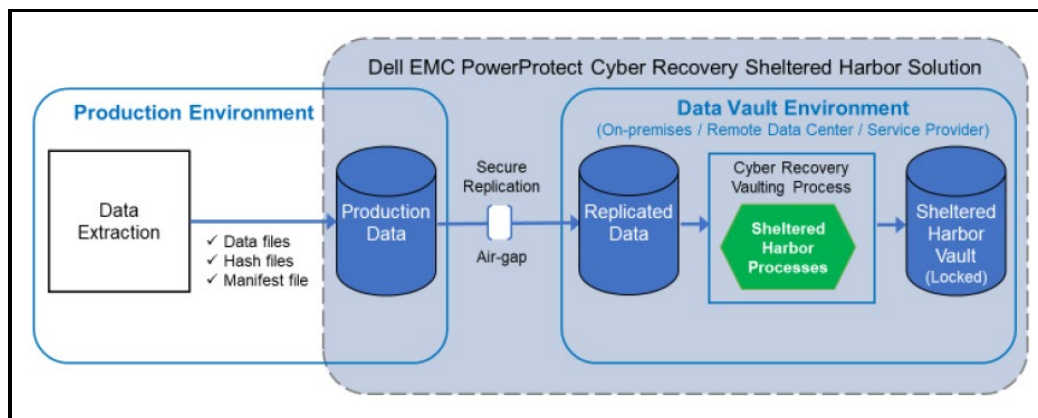 Dell EMC PowerProtect Cyber Recovery Sheltered Harbor Solution
Production Environment
Data
Extraction
✓ Data files
✓ Hash files
✓ Manifest file
Production
Data
Secure
Replication
Air-gap
Data Vault Environment
(On-premises / Remote Data Center / Service Provider)
Replicated
Data
Cyber Recovery
Vaulting Process
Sheltered
Harbor
Processes
Sheltered
Harbor
Vault
(Locked)